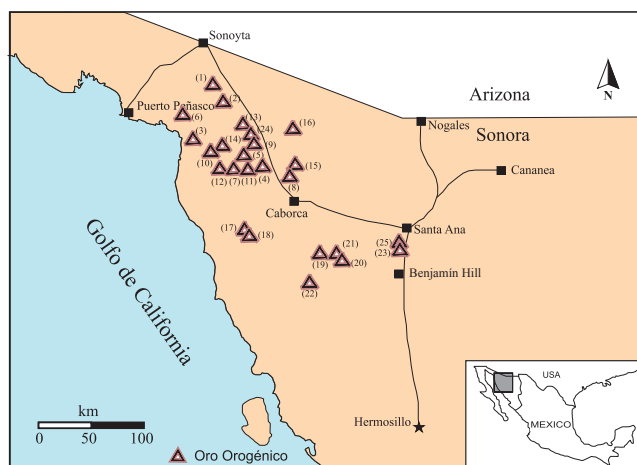 Sonoyta
(1)
(2)
Puerto Peñasco
(6)
(13)
(24)
(16)
(3)
(14)
(9)
(10)
(5)
(15)
(12)
(7)
(11)
(4)
(8)
Caborca
(17)
(18)
(19)
(21)
(20)
(22)
Arizona
N
Nogales
Sonora
Cananea
Santa Ana
(25)
(23)
Benjamín Hill
Hermosillo
Golfo de California
km
0 50 100
Oro Orogénico
USA
MEXICO